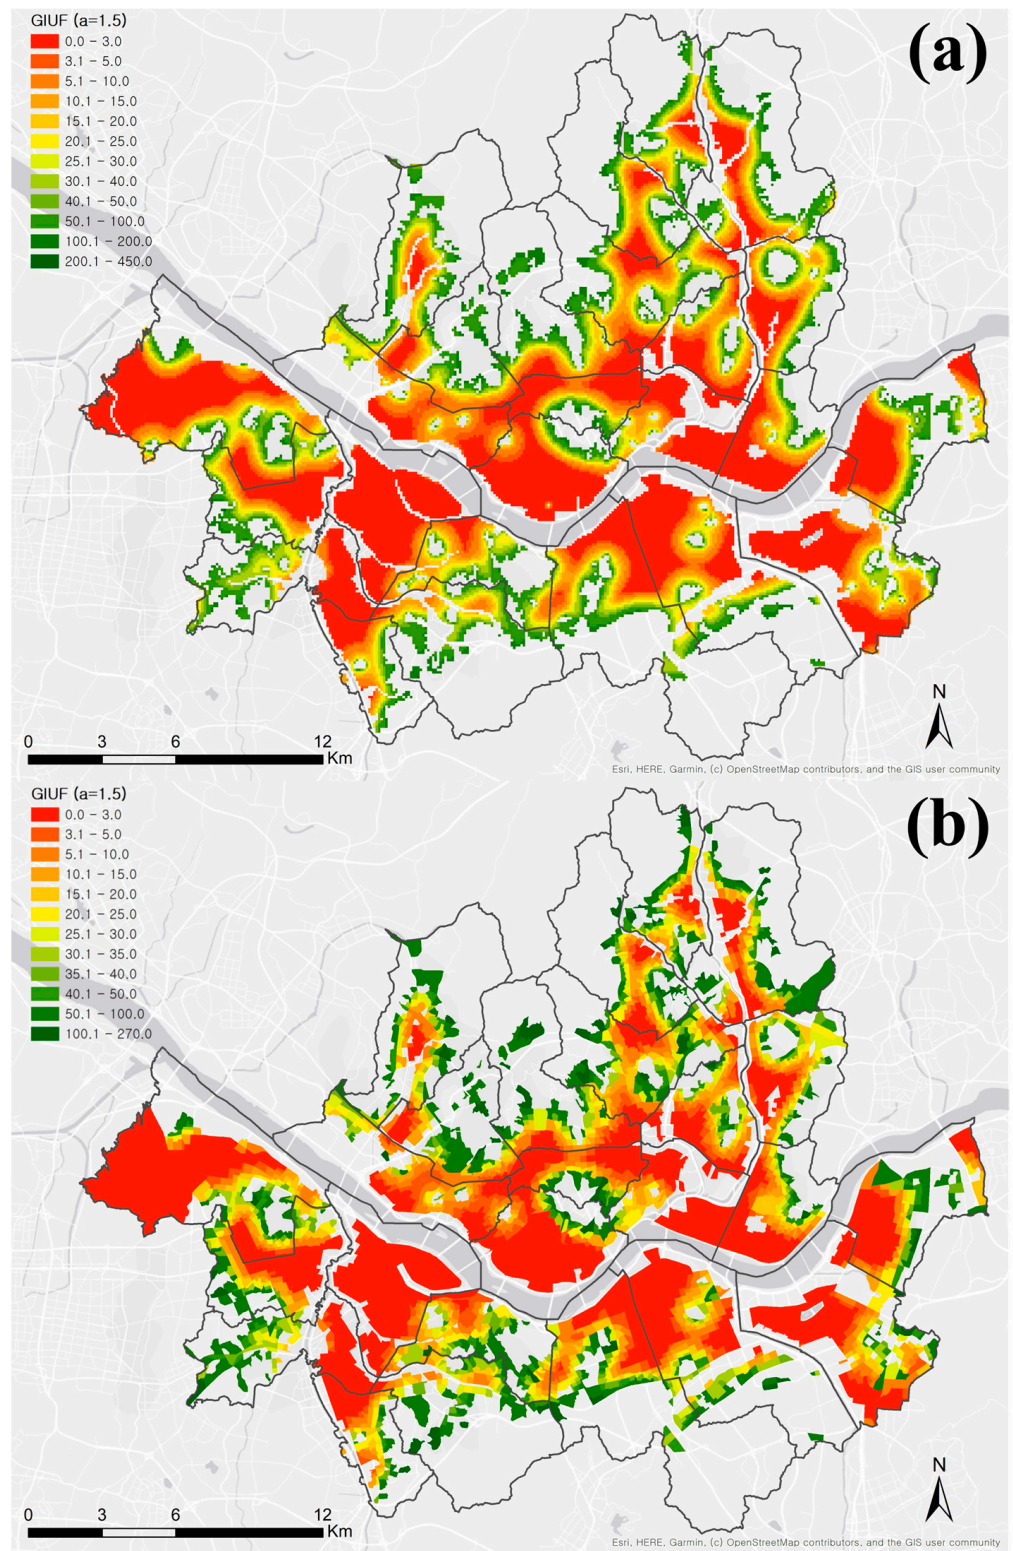 GIUF (a=1.5)
0.0 – 3.0
3.1 – 5.0
5.1 – 10.0
10.1 – 15.0
15.1 – 20.0
20.1 – 25.0
25.1 – 30.0
30.1 – 40.0
40.1 – 50.0
50.1 – 100.0
100.1 – 200.0
200.1 – 450.0
(a)
N
0 3 6 12
Km
Esri, HERE, Garmin, (c) OpenStreetMap contributors, and the GIS user community
GIUF (a=1.5)
0.0 – 3.0
3.1 – 5.0
5.1 – 10.0
10.1 – 15.0
15.1 – 20.0
20.1 – 25.0
25.1 – 30.0
30.1 – 35.0
35.1 – 40.0
40.1 – 50.0
50.1 – 100.0
100.1 – 270.0
(b)
N
0 3 6 12
Km
Esri, HERE, Garmin, (c) OpenStreetMap contributors, and the GIS user community